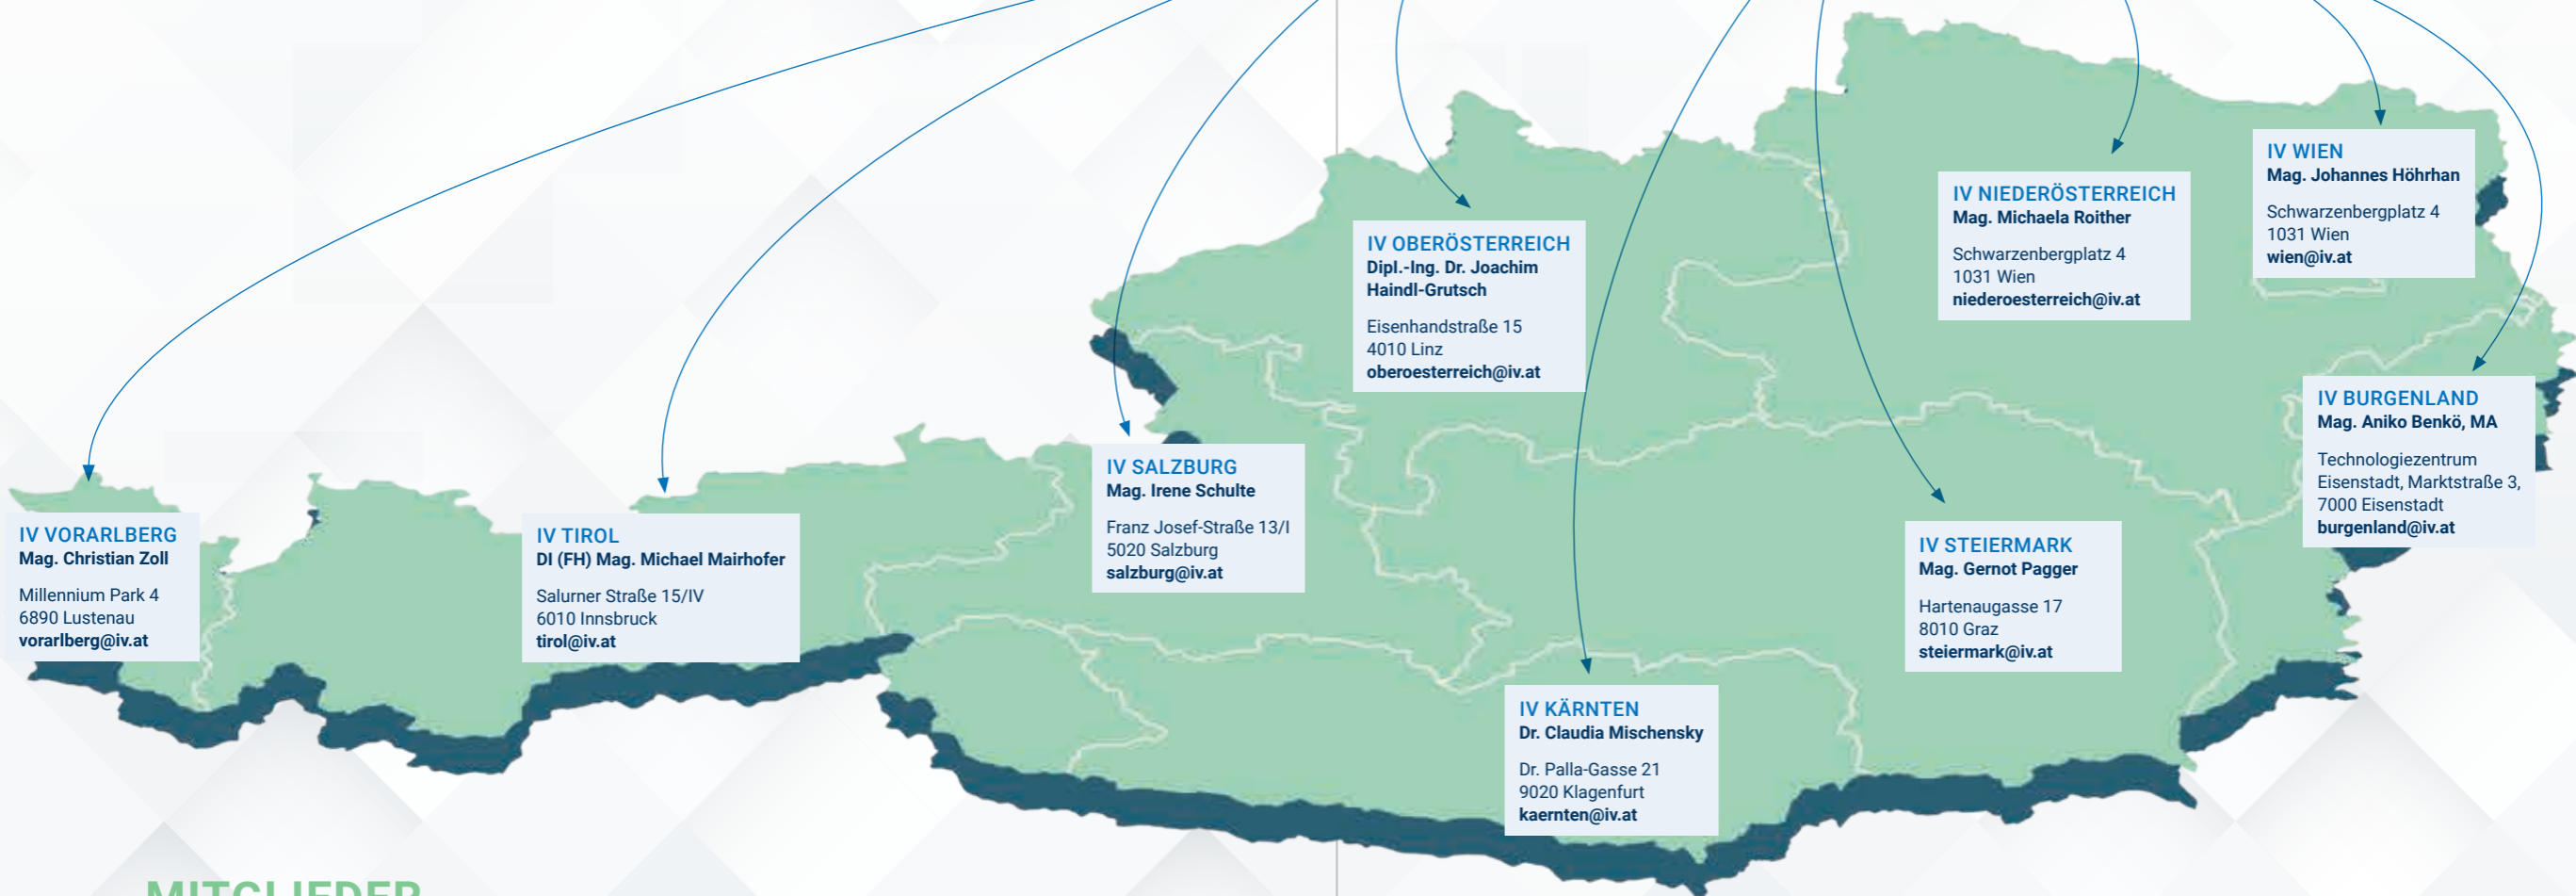 IV WIEN
Mag. Johannes Höhrhan
Schwarzenbergplatz 4
1031 Wien
wien@iv.at
IV NIEDERÖSTERREICH
Mag. Michaela Roither
Schwarzenbergplatz 4
1031 Wien
niederoesterreich@iv.at
IV OBERÖSTERREICH
Dipl.-Ing. Dr. Joachim
Haindl-Grutsch
Eisenhandstraße 15
4010 Linz
oberoesterreich@iv.at
IV BURGENLAND
Mag. Aniko Benkö, MA
Technologiezentrum
Eisenstadt, Marktstraße 3,
7000 Eisenstadt
burgenland@iv.at
IV SALZBURG
Mag. Irene Schulte
Franz Josef-Straße 13/I
5020 Salzburg
salzburg@iv.at
IV VORARLBERG
Mag. Christian Zoll
Millennium Park 4
6890 Lustenau
vorarlberg@iv.at
IV TIROL
DI (FH) Mag. Michael Mairhofer
Salurner Straße 15/IV
6010 Innsbruck
tirol@iv.at
IV STEIERMARK
Mag. Gernot Pagger
Hartenaugasse 17
8010 Graz
steiermark@iv.at
IV KÄRNTEN
Dr. Claudia Mischensky
Dr. Palla-Gasse 21
9020 Klagenfurt
kaernten@iv.at
MITGLIEDER